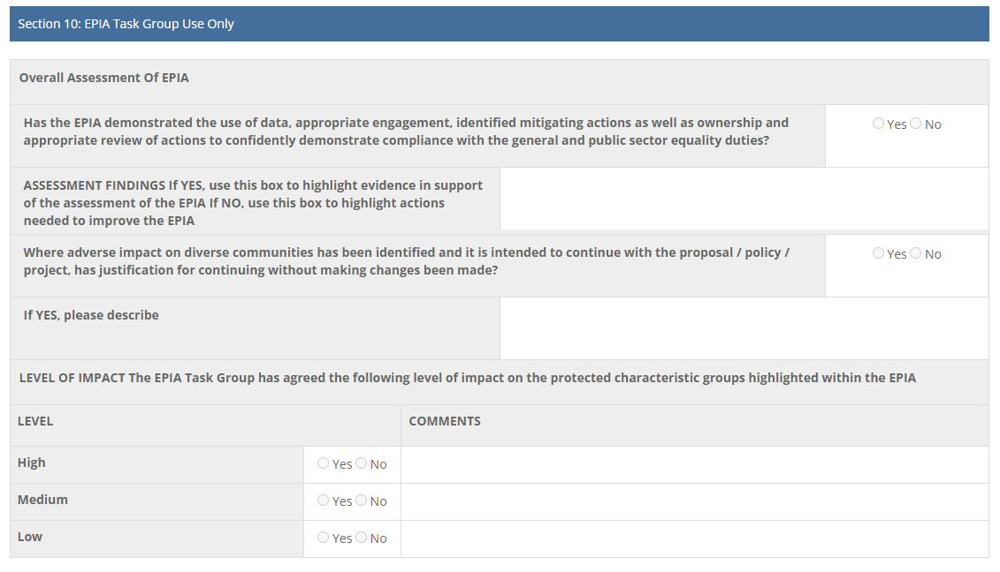 Section 10: EPIA Task Group Use Only
Overall Assessment Of EPIA
Has the EPIA demonstrated the use of data, appropriate engagement, identified mitigating actions as well as ownership and
appropriate review of actions to confidently demonstrate compliance with the general and public sector equality duties?
Yes No
ASSESSMENT FINDINGS If YES, use this box to highlight evidence in support
of the assessment of the EPIA If NO, use this box to highlight actions
needed to improve the EPIA
Where adverse impact on diverse communities has been identified and it is intended to continue with the proposal / policy /
project, has justification for continuing without making changes been made?
Yes No
If YES, please describe
LEVEL OF IMPACT The EPIA Task Group has agreed the following level of impact on the protected characteristic groups highlighted within the EPIA
LEVEL COMMENTS
High Yes No
Medium Yes No
Low Yes No